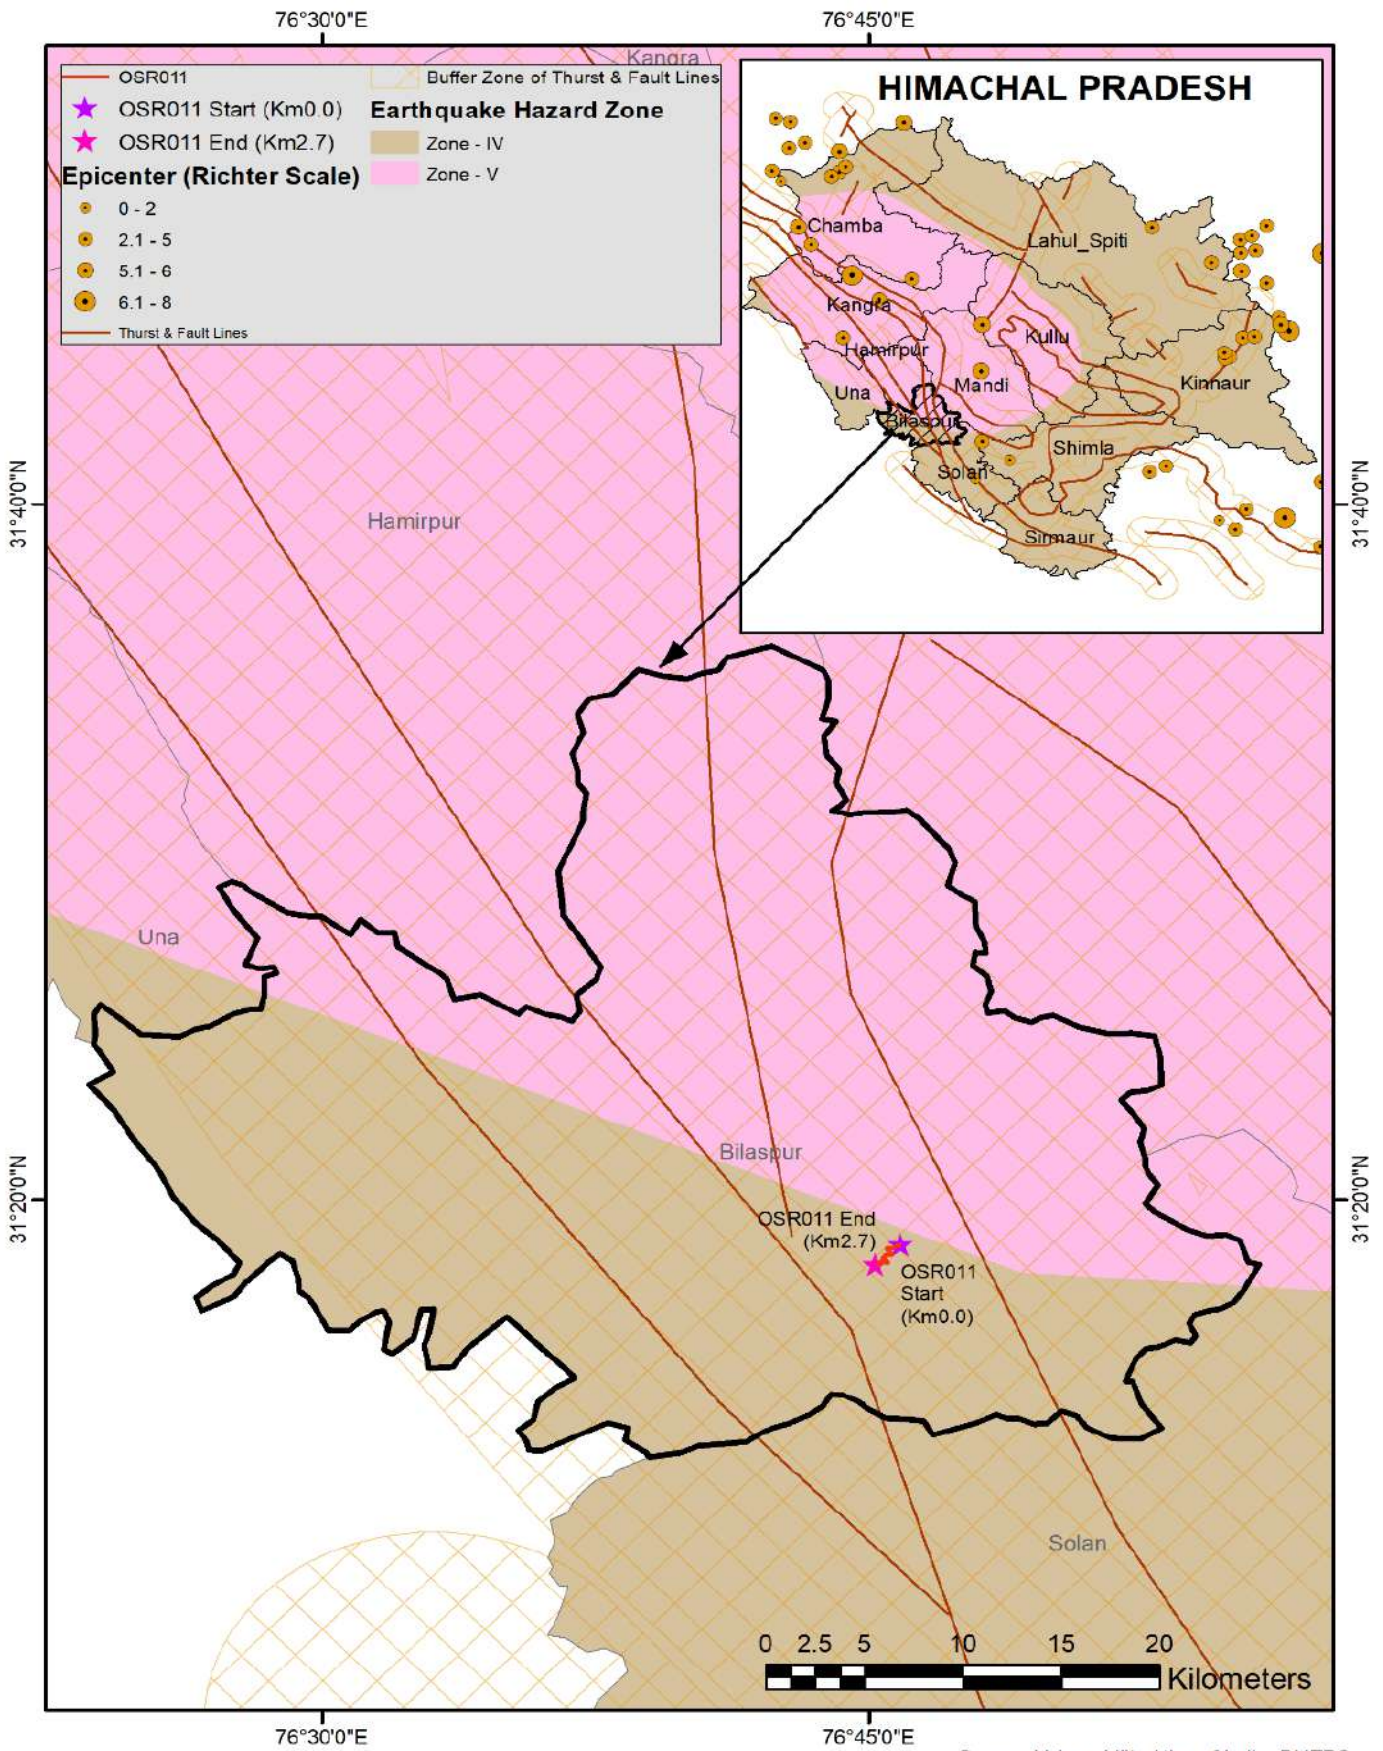 76°30'0"E
76°45'0"E
Kangra
OSR011
Buffer Zone of Thurst & Fault Lines
OSR011 Start (Km0.0)
Earthquake Hazard Zone
OSR011 End (Km2.7)
Zone - IV
Epicenter (Richter Scale)
Zone - V
0 - 2
2.1 - 5
5.1 - 6
6.1 - 8
Thurst & Fault Lines
HIMACHAL PRADESH
Chamba
Lahul_Spiti
Kangra
Kullu
Hamirpur
Mandi
Kinnaur
Una
Bilaspur
Shimla
Solan
Sirmaur
31°40'0"N
31°40'0"N
Hamirpur
Una
Bilaspur
31°20'0"N
31°20'0"N
OSR011 End
(Km2.7)
OSR011
Start
(Km0.0)
Solan
0 2.5 5 10 15 20
Kilometers
76°30'0"E
76°45'0"E